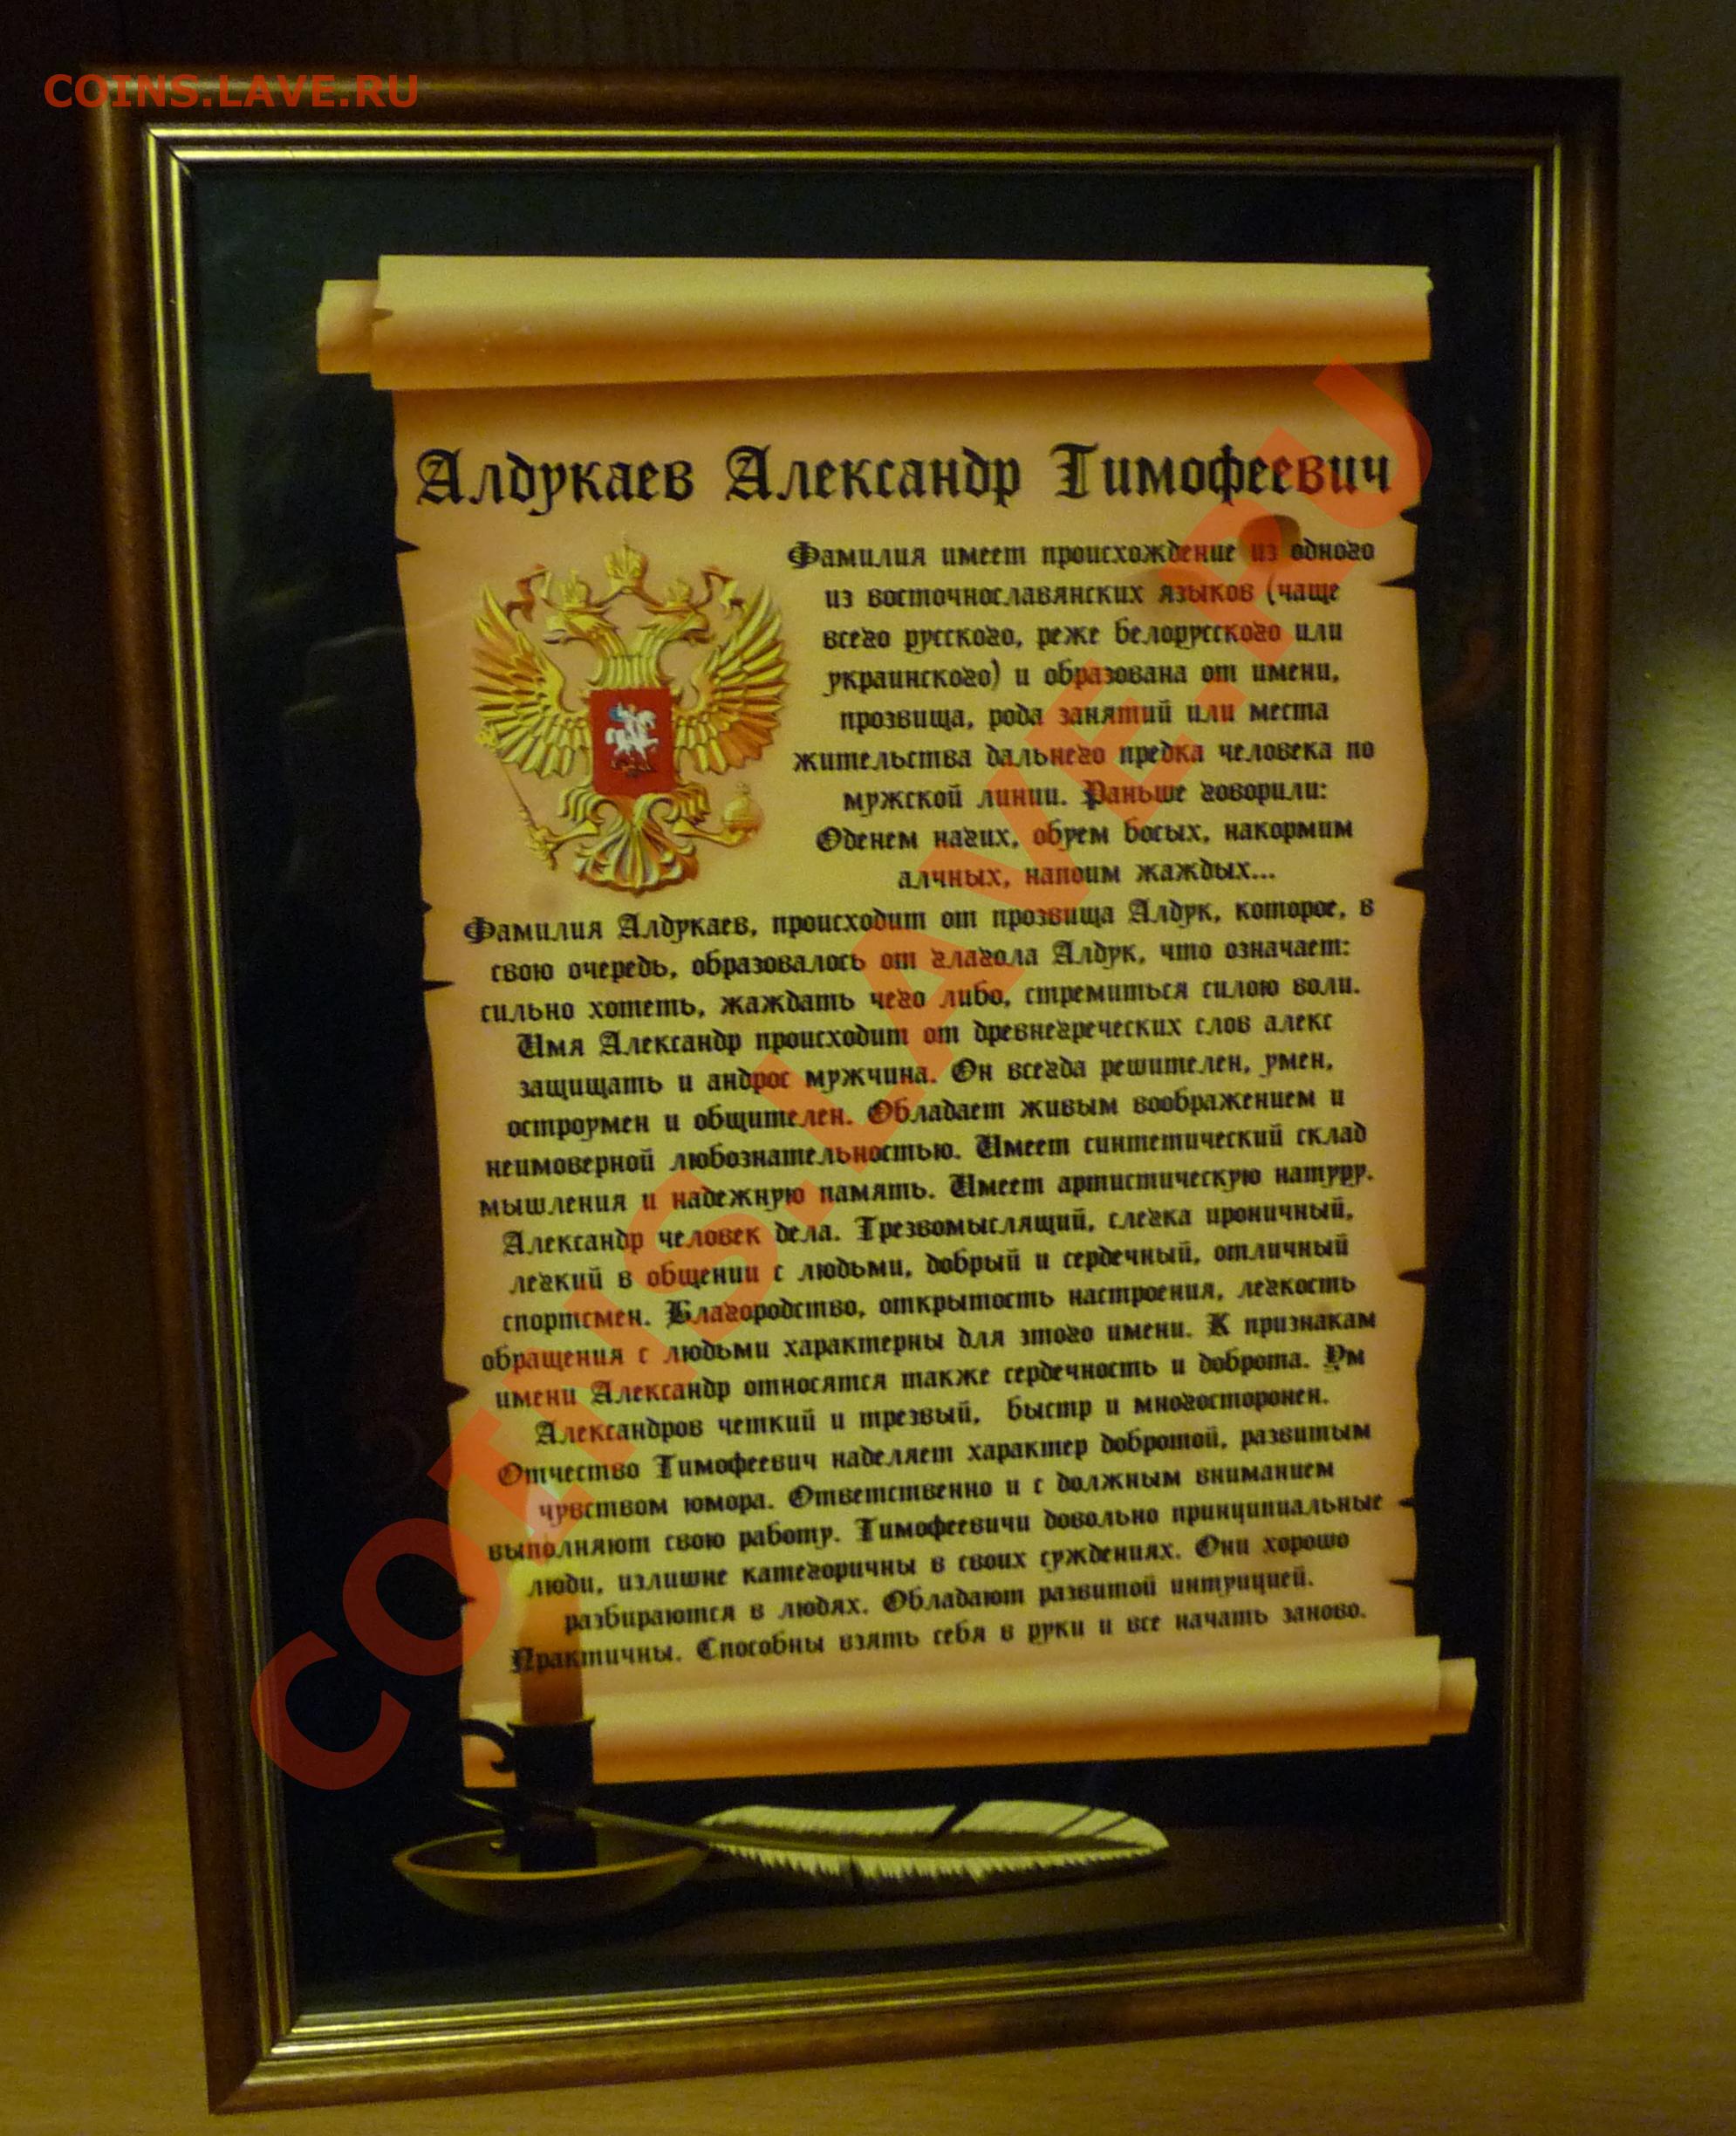 COINS.LAVE.RU
Алдукаев Александр Тимофеевич
Фамилия имеет происхождение из одного
из восточнославянских языков (чаще
всего русского, реже белорусского или
украинского) и образована от имени,
прозвища, рода занятий или места
жительства дальнего предка человека по
мужской линии. Раньше говорили:
Оденем нагих, обуем босых, накормим
алчных, напоим жаждых...
Фамилия Алдукаев, происходит от прозвища Алдук, которое, в
свою очередь, образовалось от глагола Алдук, что означает:
сильно хотеть, жаждать чего либо, стремиться силою воли.
Имя Александр происходит от древнегреческих слов алекс
защищать и андрос мужчина. Он всегда решителен, умен,
остроумен и общителен. Обладает живым воображением и
неимоверной любознательностью. Имеет синтетический склад
мышления и надежную память. Имеет артистическую натуру.
Александр человек дела. Трезвомыслящий, слегка ироничный,
легкий в общении с людьми, добрый и сердечный, отличный
спортсмен. Благородство, открытость настроения, легкость
обращения с людьми характерны для этого имени. К признакам
имени Александр относятся также сердечность и доброта. Ум
Александров четкий и трезвый, быстр и многосторонен.
Отчество Тимофеевич наделяет характер добротой, развитым
чувством юмора. Ответственно и с должным вниманием
выполняют свою работу. Тимофеевичи довольно принципиальные
люди, излишне категоричны в своих суждениях. Они хорошо
разбираются в людях. Обладают развитой интуицией.
Практичны. Способны взять себя в руки и все начать заново.
COINS.LAVE.RU